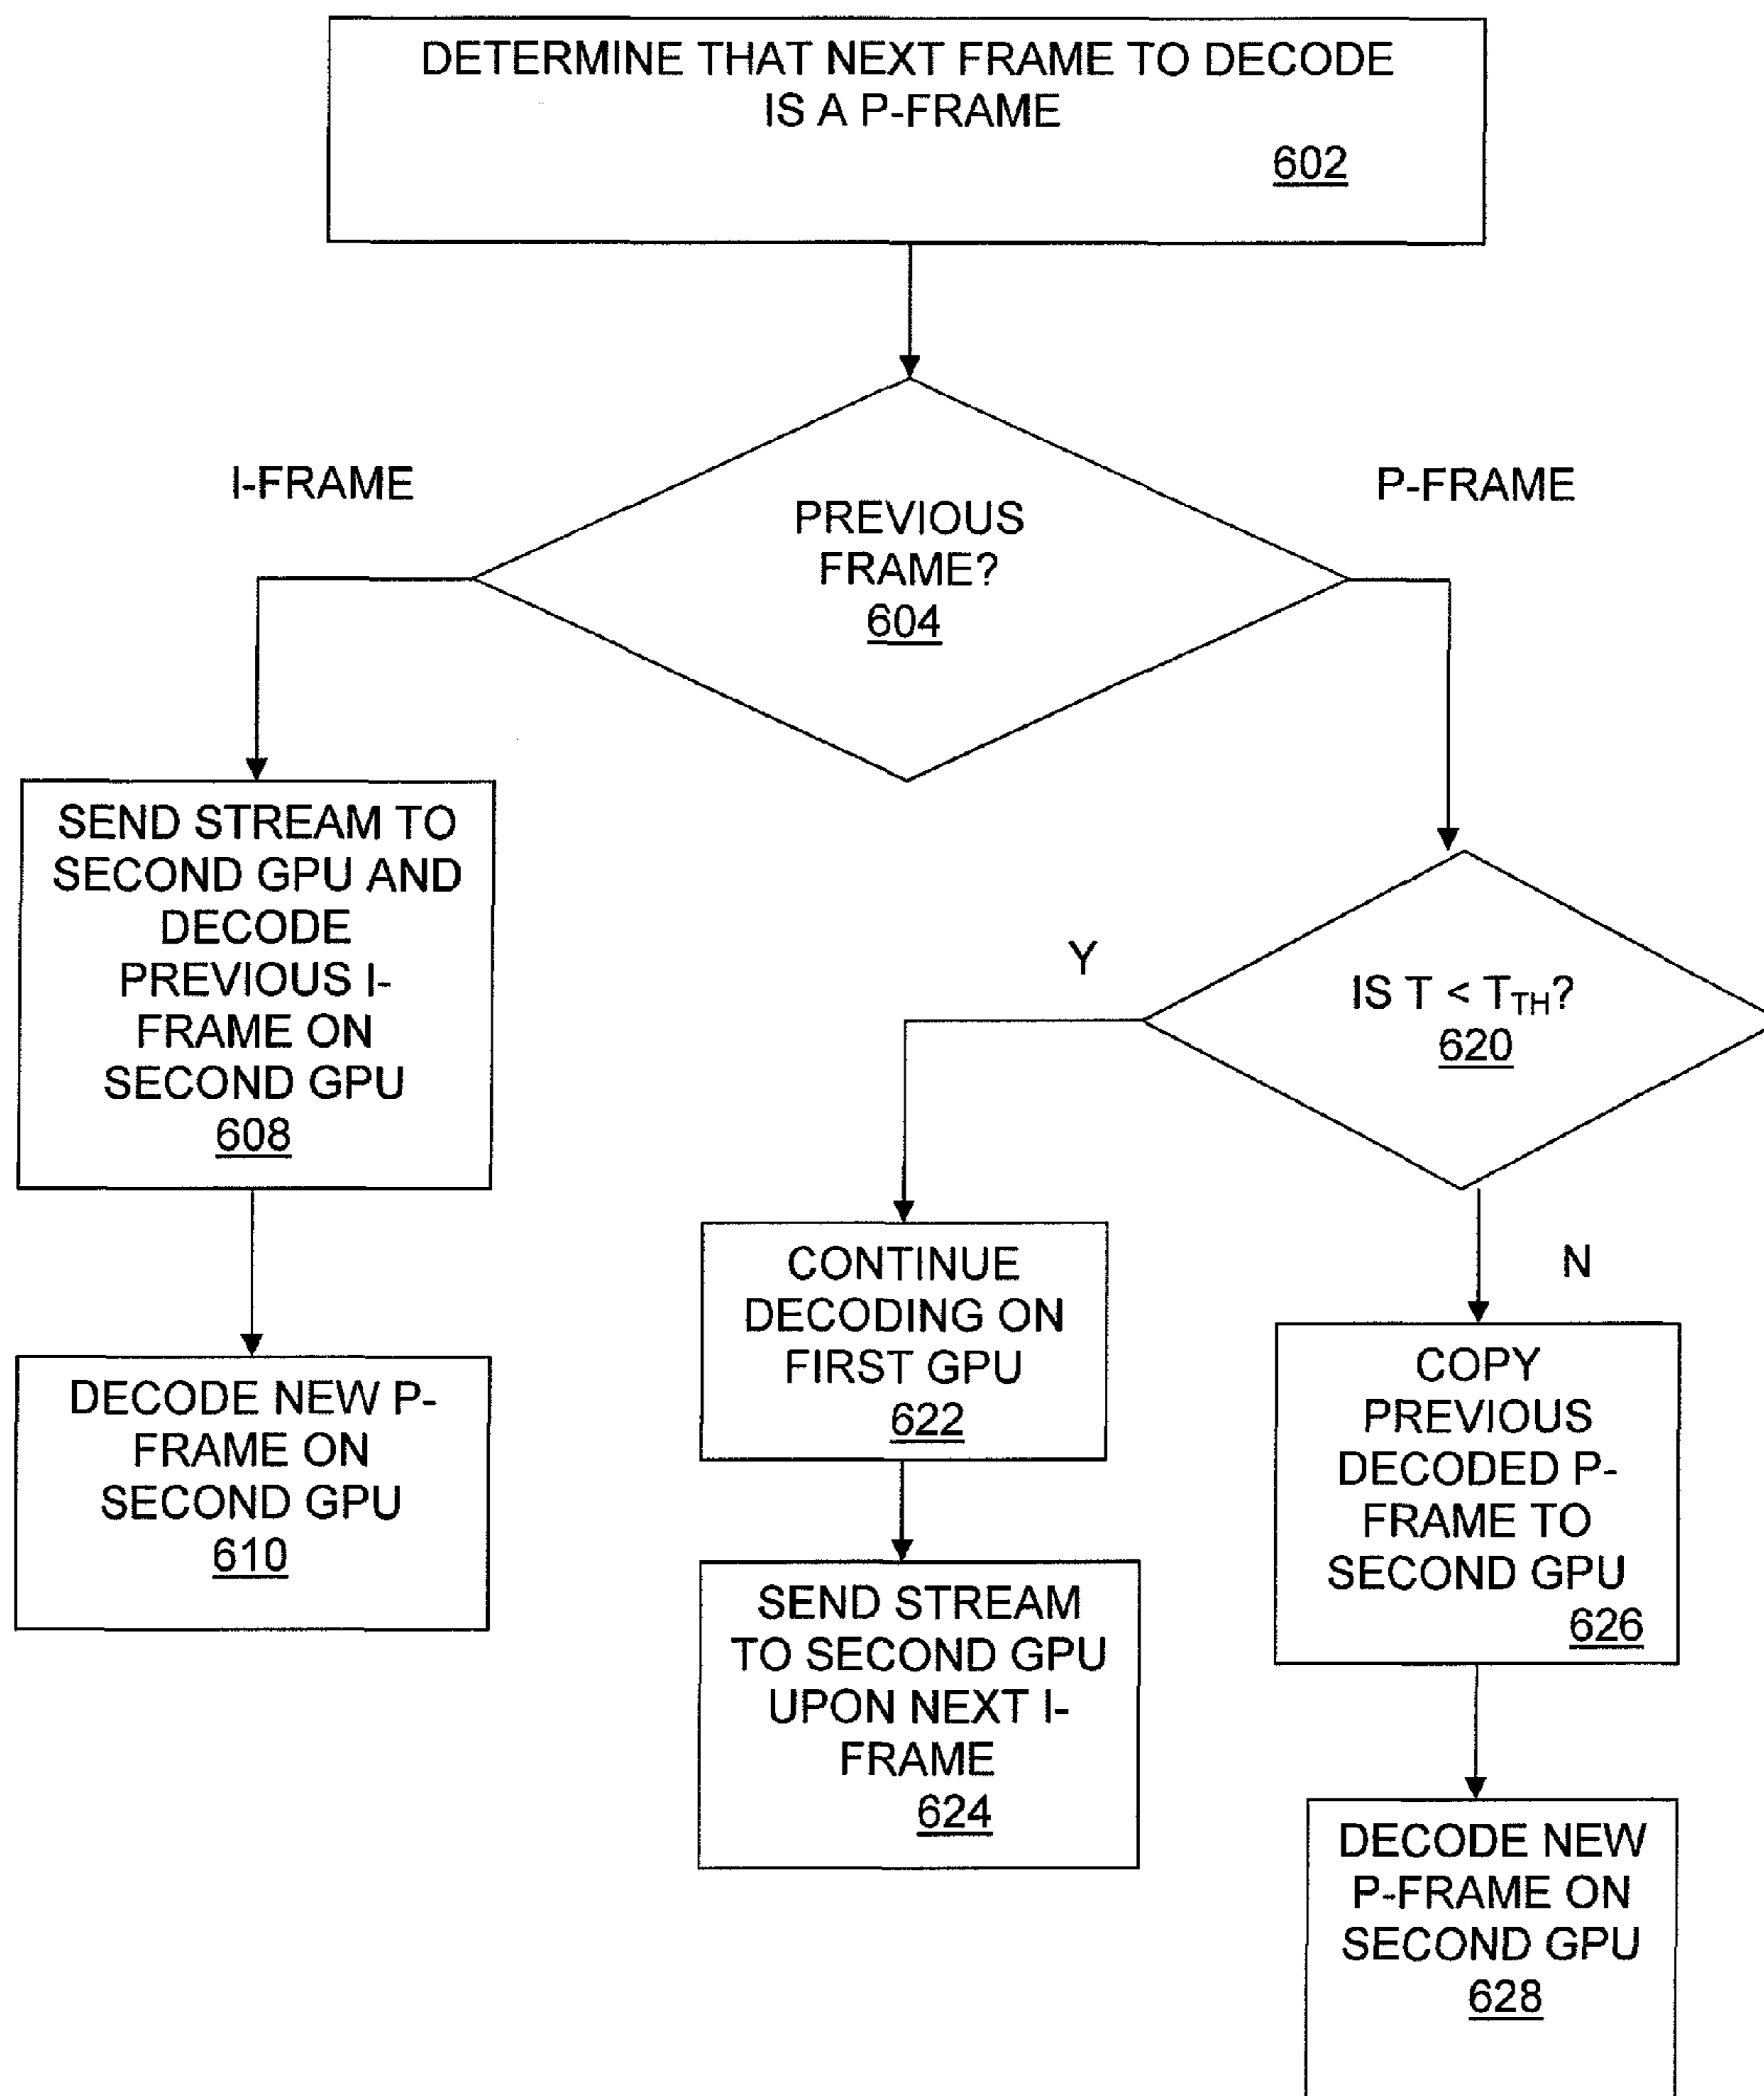 DETERMINE THAT NEXT FRAME TO DECODE
IS A P-FRAME
602
I-FRAME
P-FRAME
PREVIOUS
FRAME?
604
SEND STREAM TO
SECOND GPU AND
DECODE
PREVIOUS I-
FRAME ON
SECOND GPU
608
Y
IS T < T_TH?
620
N
CONTINUE
DECODING ON
FIRST GPU
622
COPY
PREVIOUS
DECODED P-
FRAME TO
SECOND GPU
626
DECODE NEW P-
FRAME ON
SECOND GPU
610
SEND STREAM
TO SECOND GPU
UPON NEXT I-
FRAME
624
DECODE NEW
P-FRAME ON
SECOND GPU
628